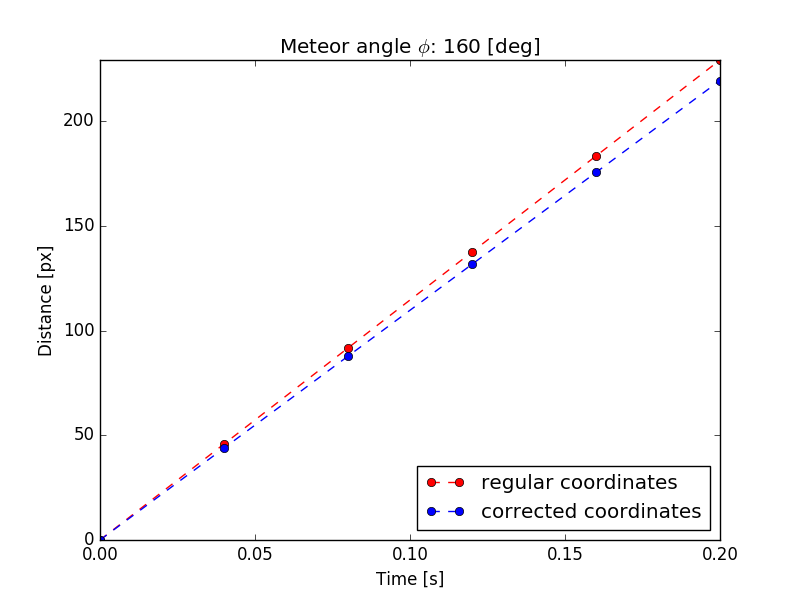 Meteor angle ϕ: 160 [deg]
200
150
100
50
0
Distance [px]
regular coordinates
corrected coordinates
0.00 0.05 0.10 0.15 0.20
Time [s]